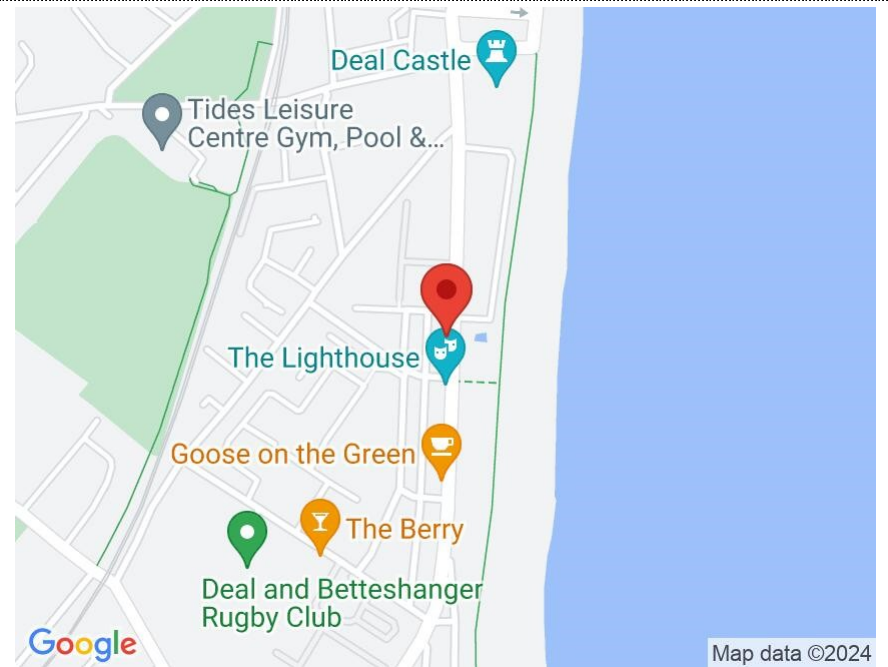 Deal Castle
Tides Leisure
Centre Gym, Pool &...
The Lighthouse
Goose on the Green
The Berry
Deal and Betteshanger
Rugby Club
Google
Map data ©2024